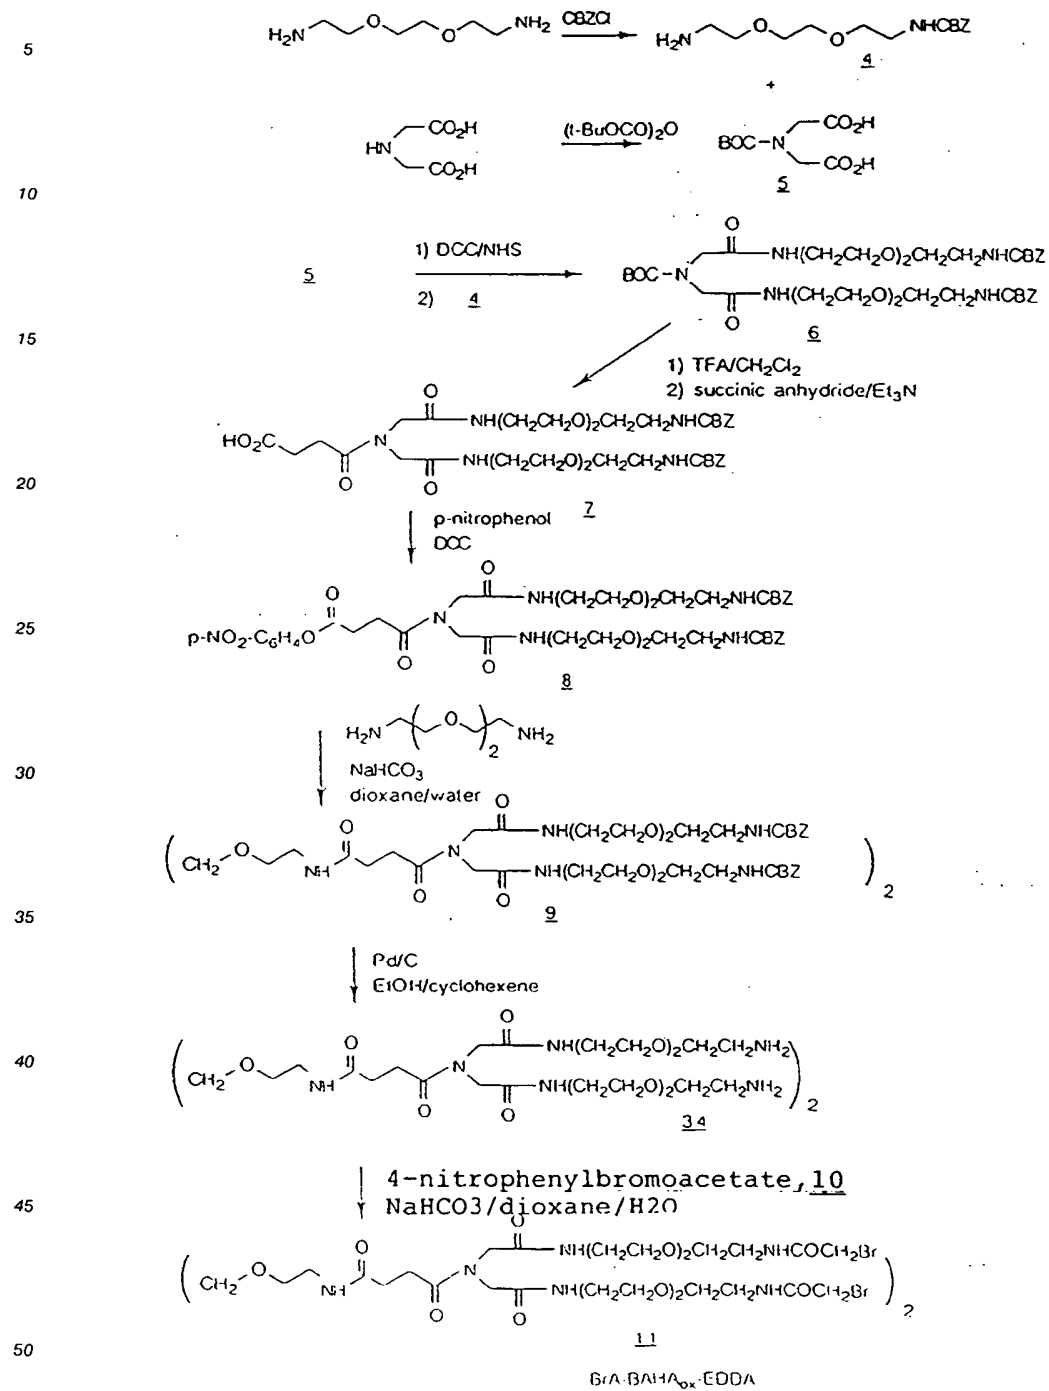 CBZCl
5
H2N O O NH2
H2N O O NHCBZ
4
+
HN CO2H CO2H
(t-BuOCO)2O
BOC-N CO2H CO2H
5
10
1) DCC/NHS
5
2) 4
O
NH(CH2CH2O)2CH2CH2NHCBZ
BOC-N
NH(CH2CH2O)2CH2CH2NHCBZ
O
6
15
1) TFA/CH2Cl2
2) succinic anhydride/Et3N
O
NH(CH2CH2O)2CH2CH2NHCBZ
HO2C N
NH(CH2CH2O)2CH2CH2NHCBZ
O O
7
20
p-nitrophenol
DCC
O
O NH(CH2CH2O)2CH2CH2NHCBZ
25
N
p-NO2-C6H4O NH(CH2CH2O)2CH2CH2NHCBZ
O O
8
H2N ( O )2 NH2
30
NaHCO3
dioxane/water
O
O NH(CH2CH2O)2CH2CH2NHCBZ
( CH2 O NH N )2
NH(CH2CH2O)2CH2CH2NHCBZ
O O
9
35
Pd/C
EtOH/cyclohexene
O
40
O NH(CH2CH2O)2CH2CH2NH2
( CH2 O NH N )2
NH(CH2CH2O)2CH2CH2NH2
O O
34
4-nitrophenylbromoacetate,10
45
NaHCO3/dioxane/H2O
O
O NH(CH2CH2O)2CH2CH2NHCOCH2Br
( CH2 O NH N )2
NH(CH2CH2O)2CH2CH2NHCOCH2Br
O O
11
50
BrA-BAHAox-EDDA